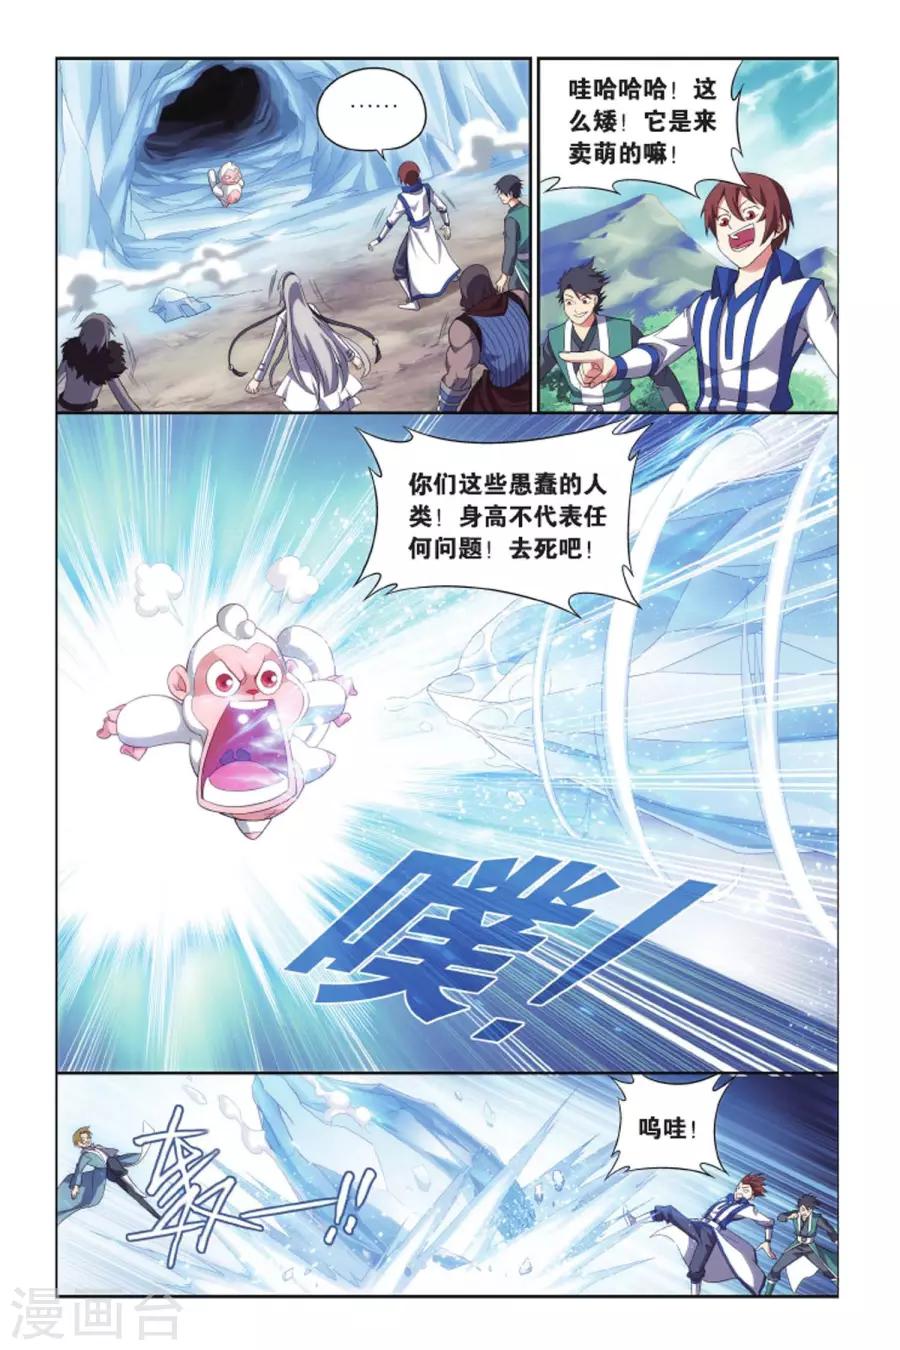 ……
哇哈哈哈！这
么矮！它是来
卖萌的嘛！
你们这些愚蠢的人
类！身高不代表任
何问题！去死吧！
噗！
轰——!!
呜哇！
漫画台